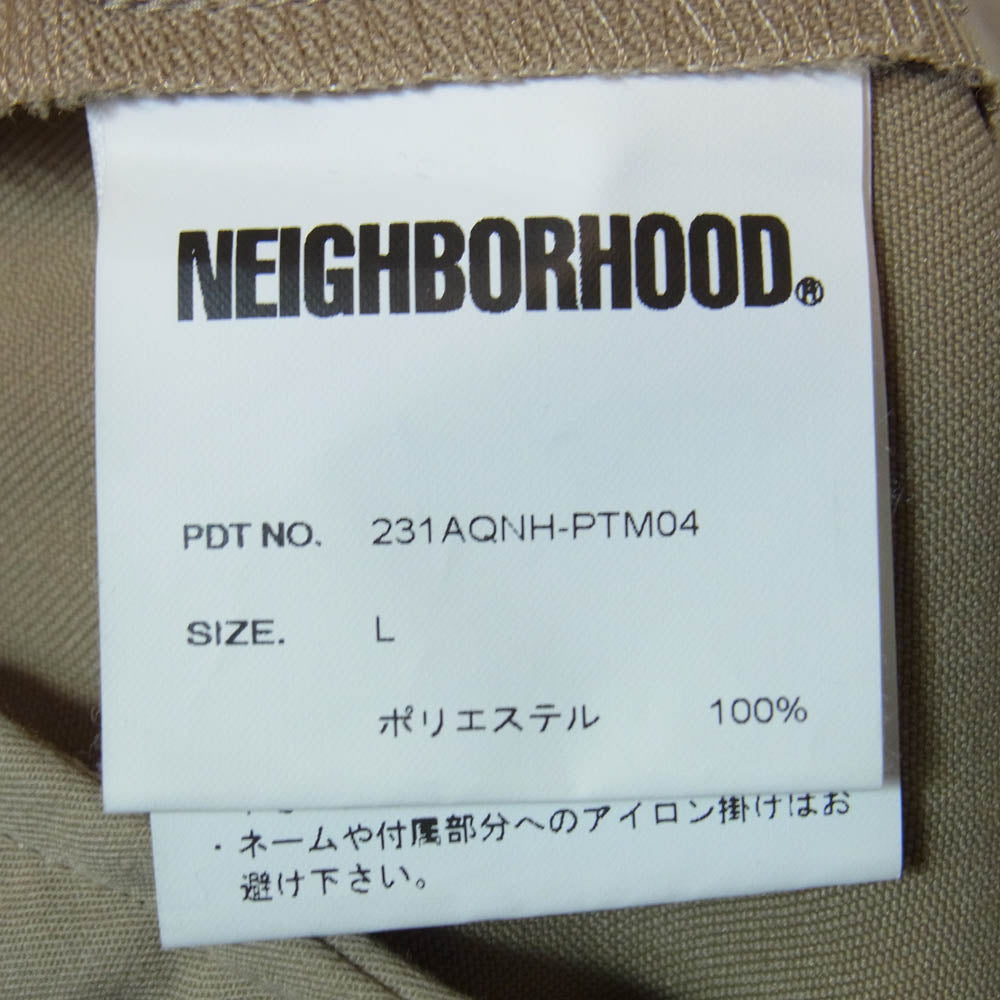 NEIGHBORHOOD®
PDT NO. 231AQNH-PTM04
SIZE. L
ポリエステル 100%
・ネームや付属部分へのアイロン掛けはお
避け下さい。